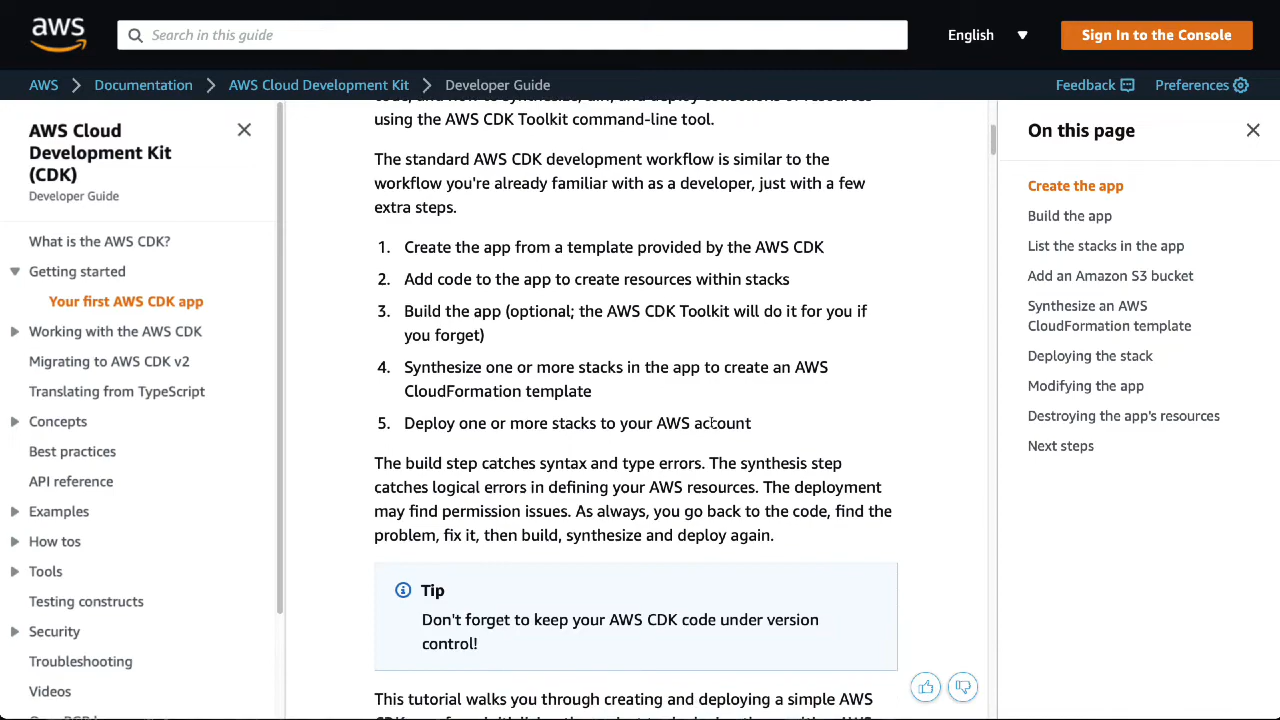 aws
Search in this guide
English
Sign In to the Console
AWS
Documentation
AWS Cloud Development Kit
Developer Guide
Feedback
Preferences
AWS Cloud
Development Kit
(CDK)
Developer Guide
What is the AWS CDK?
Getting started
Your first AWS CDK app
Working with the AWS CDK
Migrating to AWS CDK v2
Translating from TypeScript
Concepts
Best practices
API reference
Examples
How tos
Tools
Testing constructs
Security
Troubleshooting
Videos
using the AWS CDK Toolkit command-line tool.
The standard AWS CDK development workflow is similar to the
workflow you're already familiar with as a developer, just with a few
extra steps.
1. Create the app from a template provided by the AWS CDK
2. Add code to the app to create resources within stacks
3. Build the app (optional; the AWS CDK Toolkit will do it for you if
you forget)
4. Synthesize one or more stacks in the app to create an AWS
CloudFormation template
5. Deploy one or more stacks to your AWS account
The build step catches syntax and type errors. The synthesis step
catches logical errors in defining your AWS resources. The deployment
may find permission issues. As always, you go back to the code, find the
problem, fix it, then build, synthesize and deploy again.
Tip
Don't forget to keep your AWS CDK code under version
control!
This tutorial walks you through creating and deploying a simple AWS
On this page
Create the app
Build the app
List the stacks in the app
Add an Amazon S3 bucket
Synthesize an AWS
CloudFormation template
Deploying the stack
Modifying the app
Destroying the app's resources
Next steps